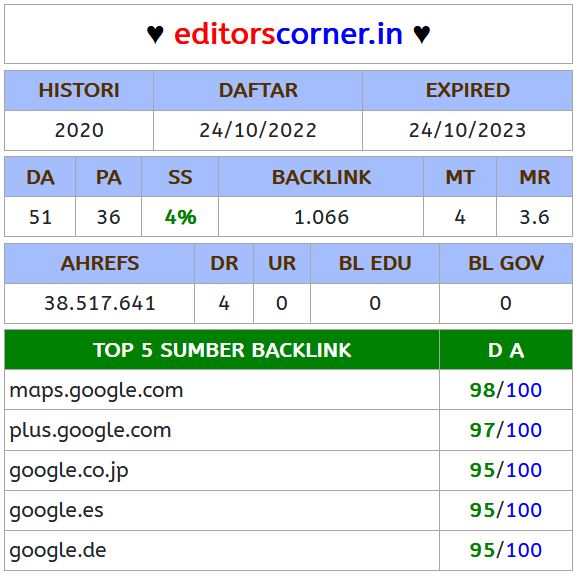 ♥ editorscorner.in ♥
HISTORI DAFTAR EXPIRED
2020 24/10/2022 24/10/2023
DA PA SS BACKLINK MT MR
51 36 4% 1.066 4 3.6
AHREFS DR UR BL EDU BL GOV
38.517.641 4 0 0 0
TOP 5 SUMBER BACKLINK D A
maps.google.com 98/100
plus.google.com 97/100
google.co.jp 95/100
google.es 95/100
google.de 95/100